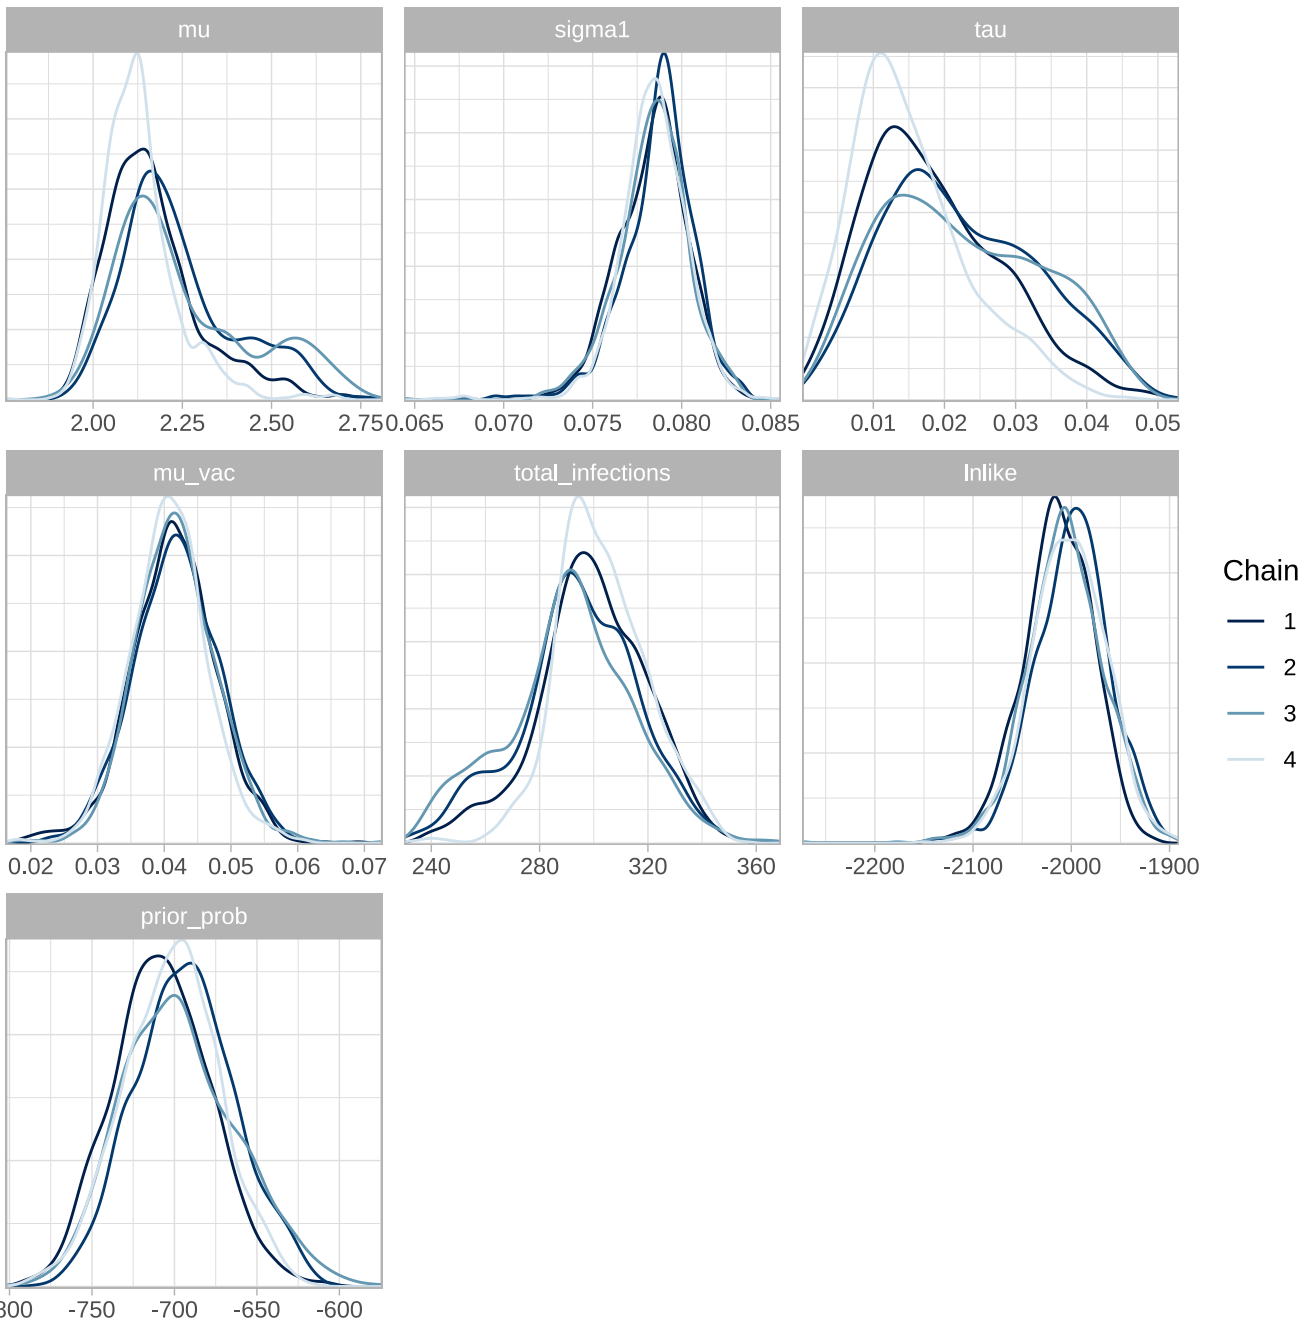 mu sigma1 tau
2.00 2.25 2.50 2.75 0.065 0.070 0.075 0.080 0.085 0.01 0.02 0.03 0.04 0.05
mu_vac total_infections lnlike
0.02 0.03 0.04 0.05 0.06 0.07 240 280 320 360 -2200 -2100 -2000 -1900
Chain
1
2
3
4
prior_prob
800 -750 -700 -650 -600